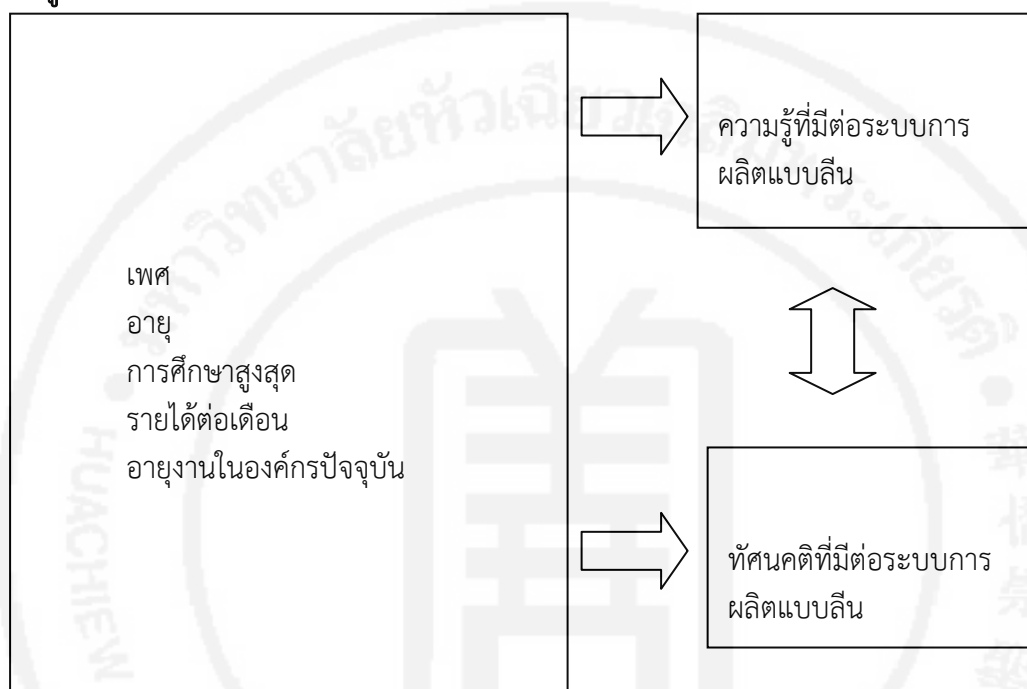 เพศ
อายุ
การศึกษาสูงสุด
รายได้ต่อเดือน
อายุงานในองค์กรปัจจุบัน
ความรู้ที่มีต่อระบบการ
ผลิตแบบลีน
ทัศนคติที่มีต่อระบบการ
ผลิตแบบลีน
HUACHIEW